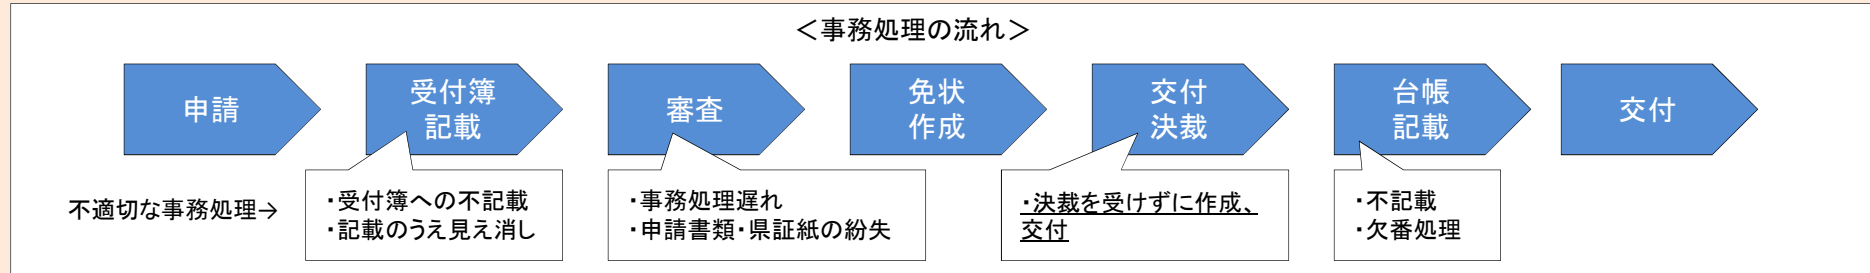 ＜事務処理の流れ＞
申請
受付簿
記載
審査
免状
作成
交付
決裁
台帳
記載
交付
不適切な事務処理→
・受付簿への不記載
・記載のうえ見え消し
・事務処理遅れ
・申請書類・県証紙の紛失
・決裁を受けずに作成、
交付
・不記載
・欠番処理